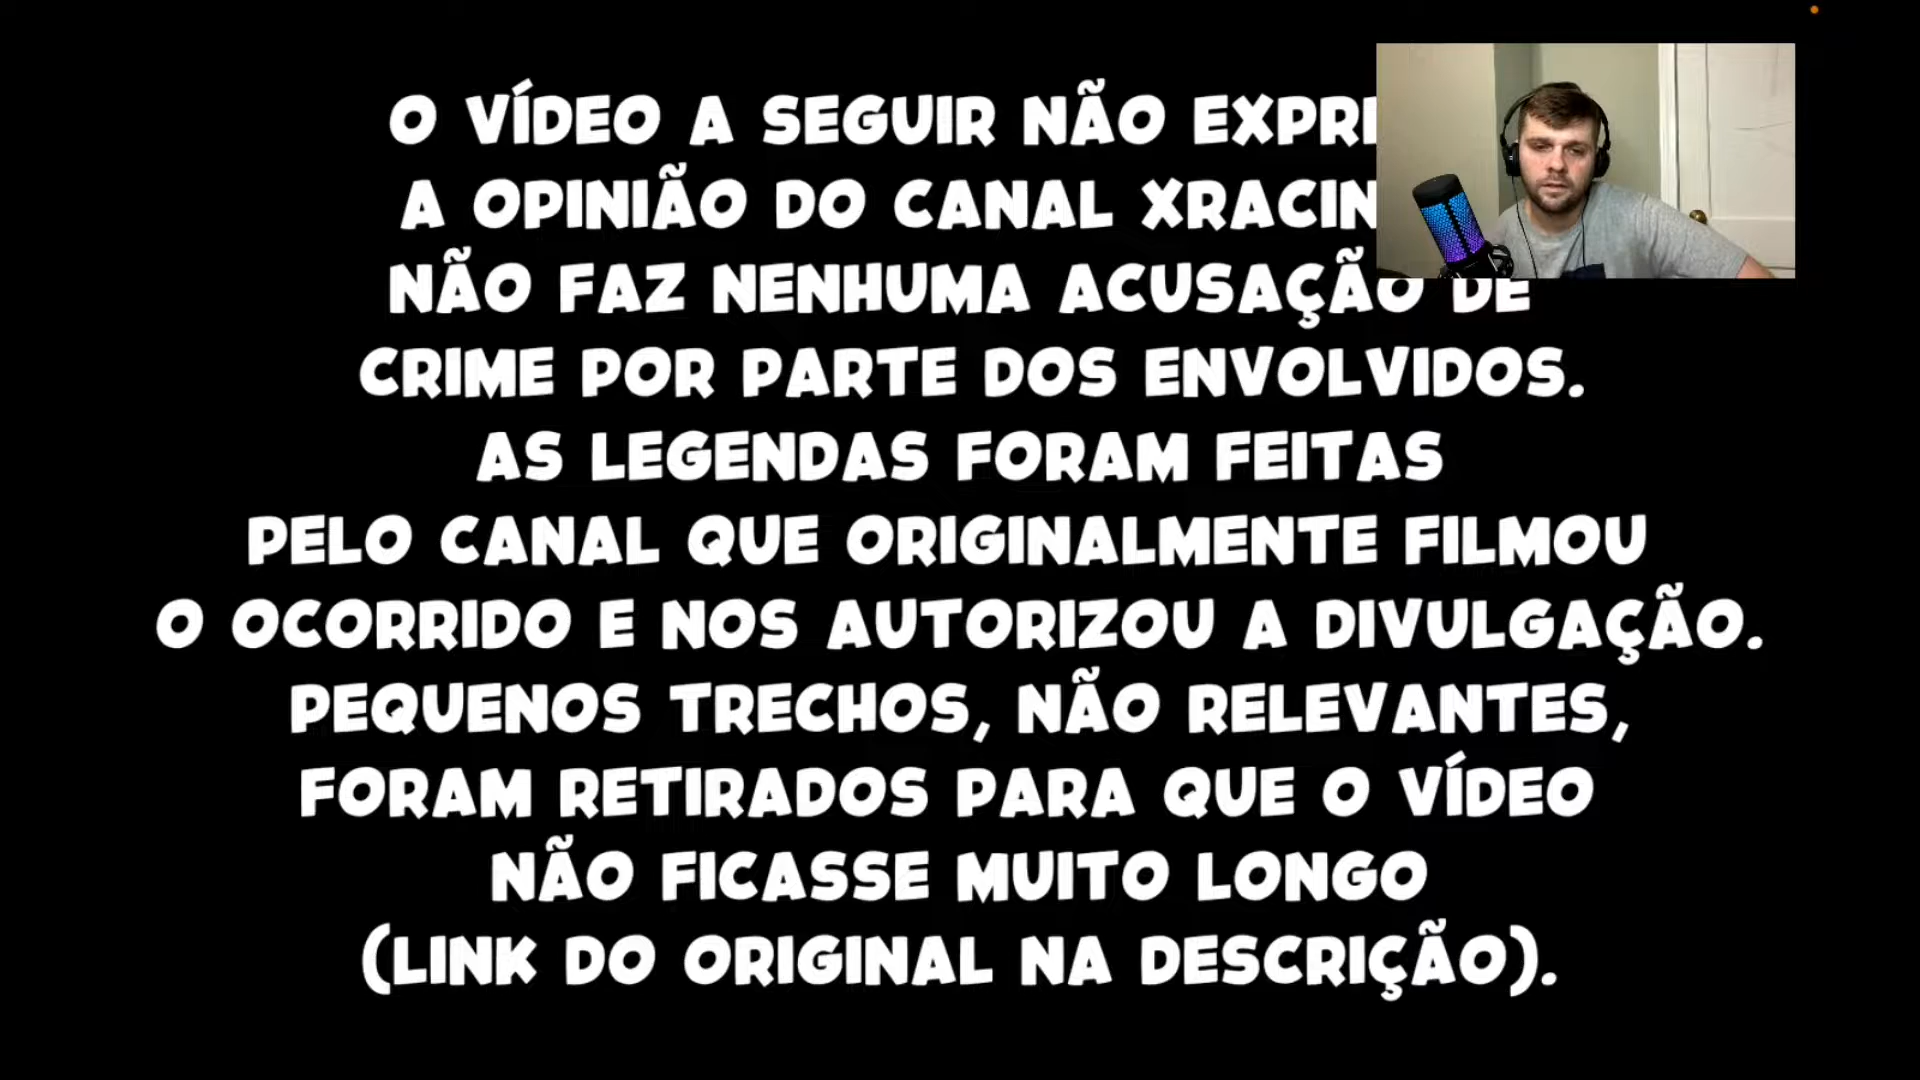 O VÍDEO A SEGUIR NÃO
A OPINIÃO DO CANAL
NÃO FAZ NENHUMA ACUSAÇÃO DE
CRIME POR PARTE DOS ENVOLVIDOS.
AS LEGENDAS FORAM FEITAS
PELO CANAL QUE ORIGINALMENTE FILMOU
O OCORRIDO E NOS AUTORIZOU A DIVULGAÇÃO.
PEQUENOS TRECHOS, NÃO RELEVANTES,
FORAM RETIRADOS PARA QUE O VÍDEO
NÃO FICASSE MUITO LONGO
(LINK DO ORIGINAL NA DESCRIÇÃO).